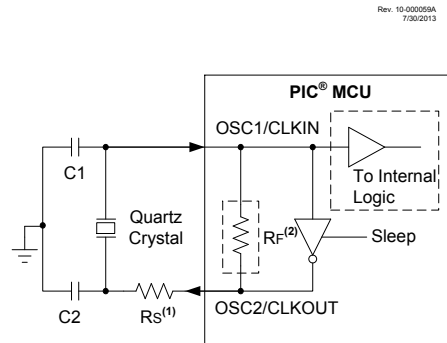 Rev. 10-000059A
7/30/2013
PIC® MCU
OSC1/CLKIN
C1
To Internal
Logic
Quartz
Crystal
RF(2)
Sleep
OSC2/CLKOUT
C2
RS(1)